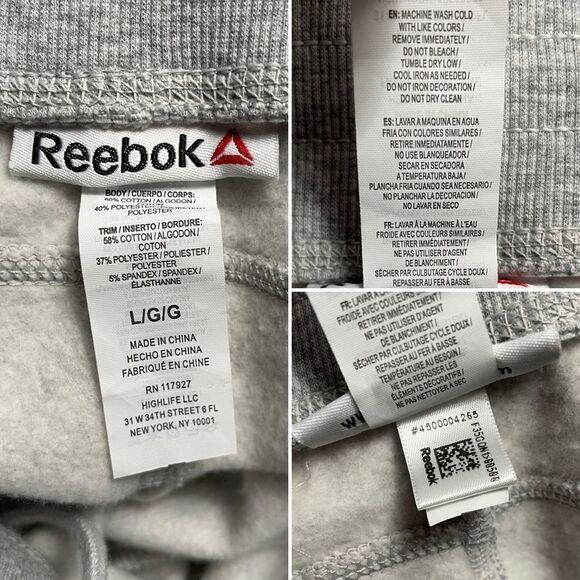 Reebok
BODY / CUERPO / CORPS:
60% COTTON / ALGODON /
40% POLYESTER /
POLYESTER
TRIM / INSERTO / BORDURE:
58% COTTON / ALGODON /
COTON
37% POLYESTER / POLIESTER /
POLYESTER
5% SPANDEX / SPANDEX /
ÉLASTHANNE
L/G/G
MADE IN CHINA
HECHO EN CHINA
FABRIQUÉ EN CHINE
RN 117927
HIGHLIFE LLC
31 W 34TH STREET 6 FL
NEW YORK, NY 10001
EN: MACHINE WASH COLD
WITH LIKE COLORS /
REMOVE IMMEDIATELY /
DO NOT BLEACH /
TUMBLE DRY LOW /
COOL IRON AS NEEDED /
DO NOT IRON DECORATION /
DO NOT DRY CLEAN
ES: LAVAR A MAQUINA EN AGUA
FRIA CON COLORES SIMILARES /
RETIRE INMEDIATAMENTE /
NO USE BLANQUEADOR /
SECAR EN SECADORA
A TEMPERATURA BAJA /
PLANCHA FRIA CUANDO SEA NECESARIO /
NO PLANCHAR LA DECORACION /
NO LAVAR EN SECO
FR: LAVER À LA MACHINE À L'EAU
FROIDE AVEC COULEURS SIMILAIRES /
RETIRER IMMÉDIATEMENT /
NE PAS UTILISER D'AGENT
DE BLANCHIMENT /
SÉCHER PAR CULBUTAGE CYCLE DOUX /
REPASSER AU FER À BASSE
FR: LAVER À LA
FROIDE AVEC COULEURS
RETIRER IMMÉDIATEMENT /
NE PAS UTILISER D'AGENT
DE BLANCHIMENT /
SÉCHER PAR CULBUTAGE CYCLE DOUX /
REPASSER AU FER À BASSE
TEMPÉRATURE AU BESOIN /
NE PAS REPASSER LES
ÉLÉMENTS DÉCORATIFS /
NE PAS NETTOYER À SEC
#4500004265
Reebok